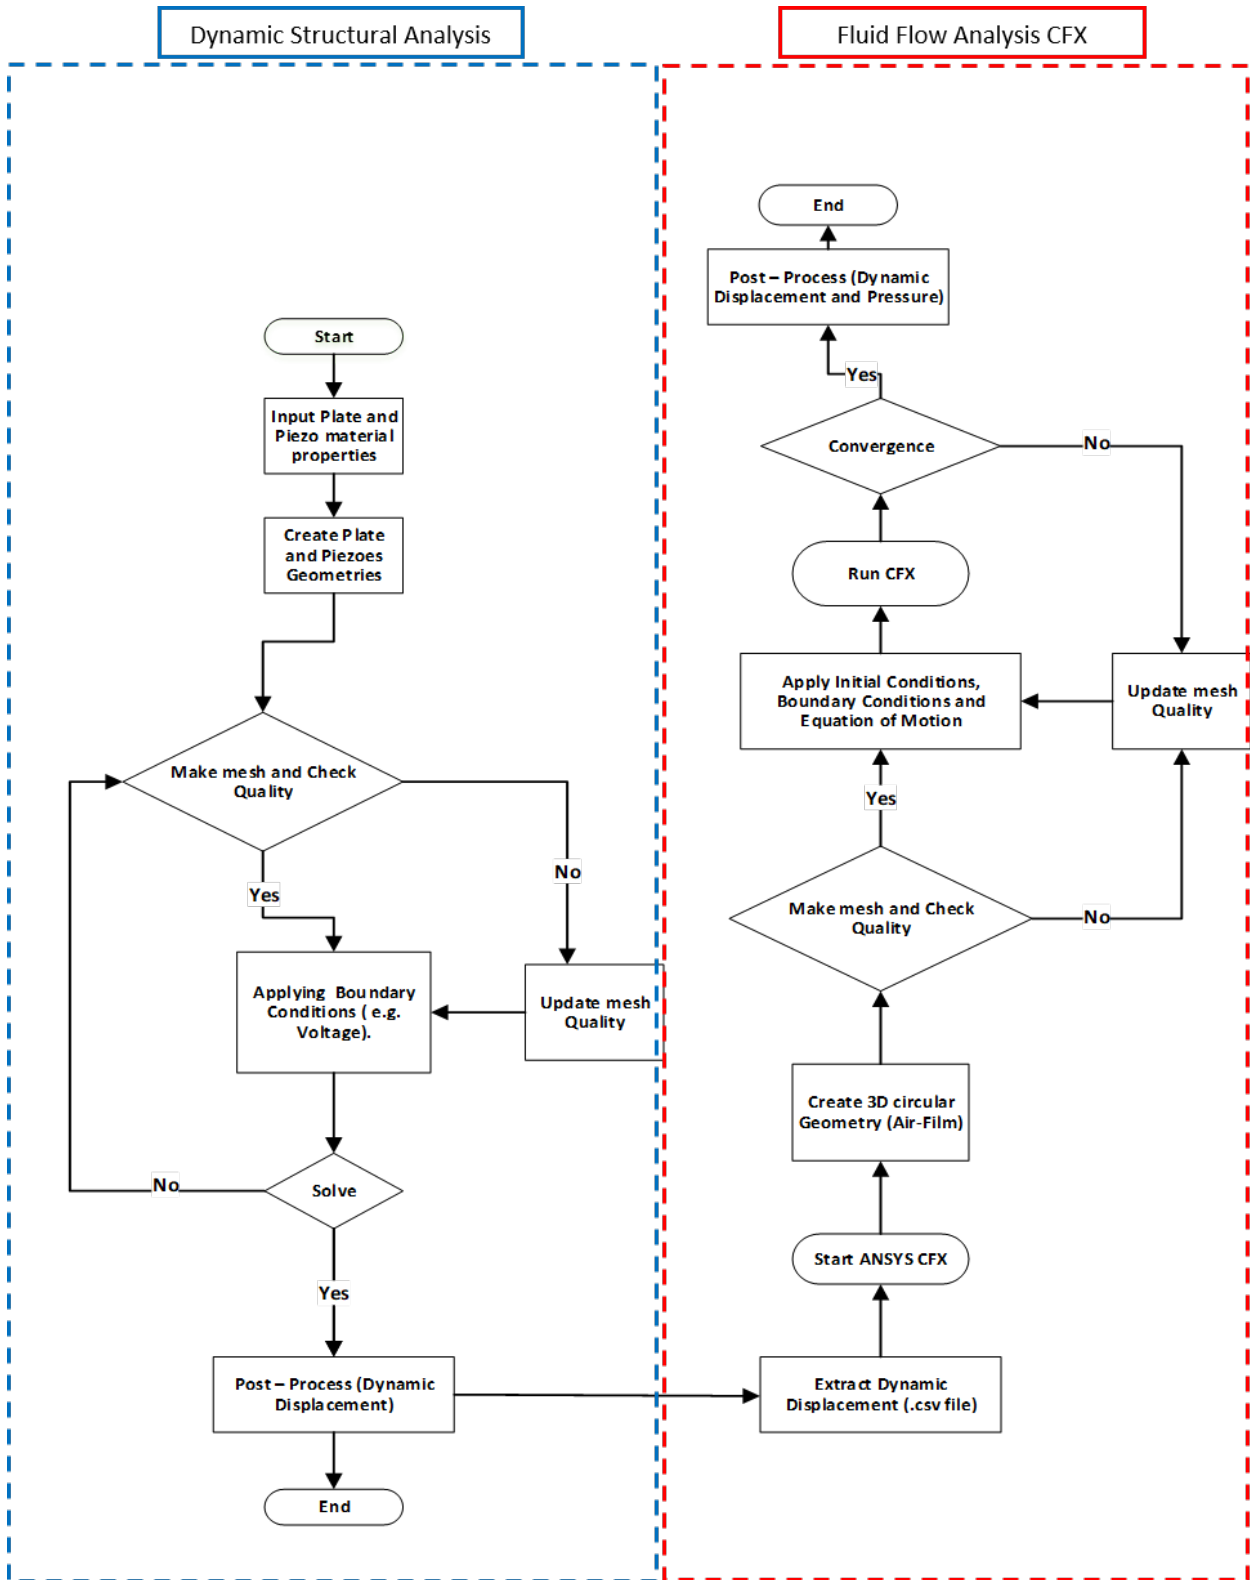 Dynamic Structural Analysis
Start
Input Plate and
Piezo material
properties
Create Plate
and Piezoes
Geometries
Make mesh and Check
Quality
Yes
No
Applying Boundary
Conditions ( e.g.
Voltage).
Update mesh
Quality
No
Solve
Yes
Post – Process (Dynamic
Displacement)
End
Fluid Flow Analysis CFX
End
Post – Process (Dynamic
Displacement and Pressure)
Yes
Convergence
No
Run CFX
Apply Initial Conditions,
Boundary Conditions and
Equation of Motion
Update mesh
Quality
Yes
Make mesh and Check
Quality
No
Create 3D circular
Geometry (Air-Film)
Start ANSYS CFX
Extract Dynamic
Displacement (.csv file)